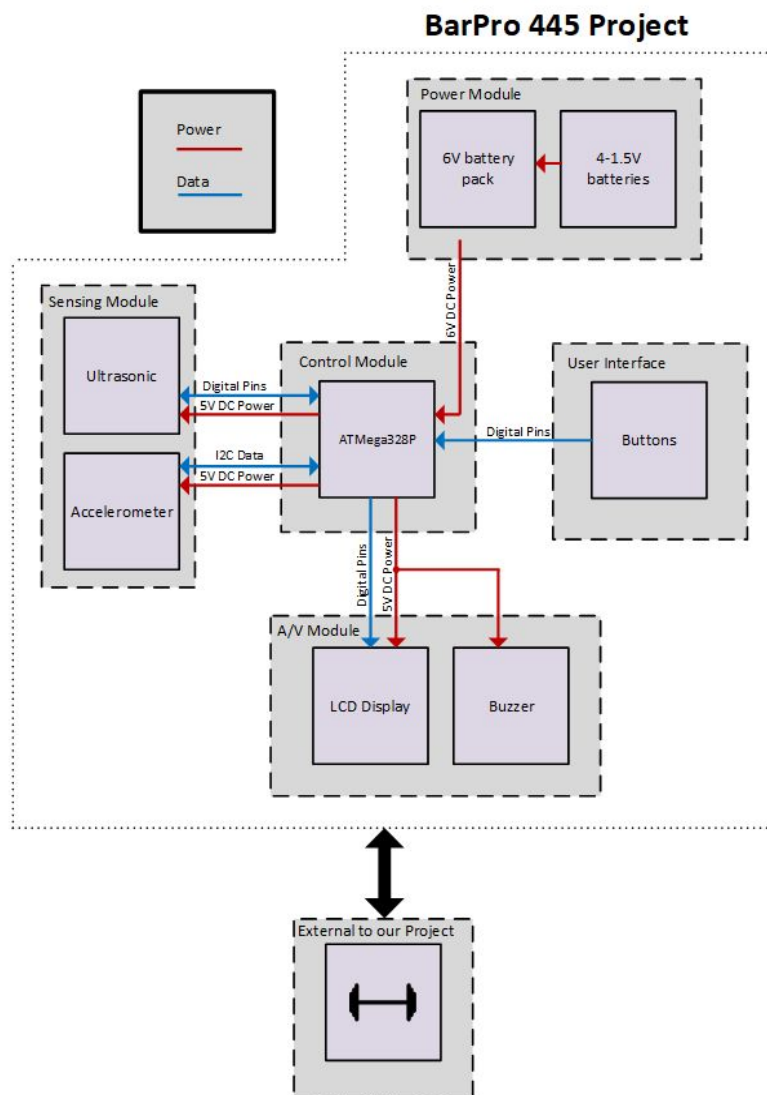 BarPro 445 Project
Power
Data
Power Module
6V battery
pack
4-1.5V
batteries
6V DC Power
Sensing Module
Ultrasonic
Digital Pins
5V DC Power
Control Module
ATMega328P
User Interface
Digital Pins
Buttons
I2C Data
5V DC Power
Accelerometer
Digital Pins
5V DC Power
A/V Module
LCD Display
Buzzer
External to our Project